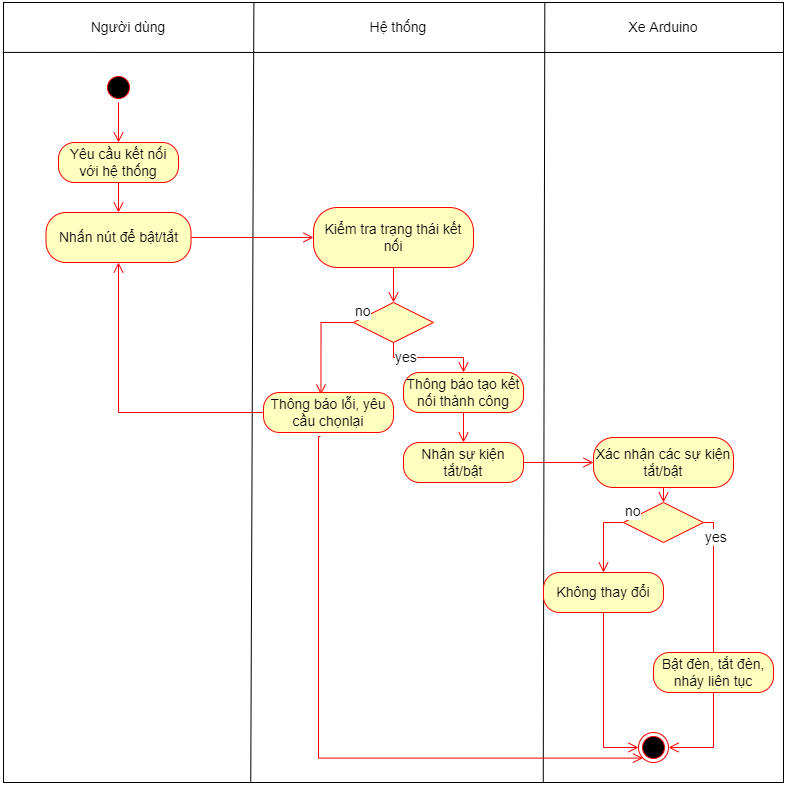 Người dùng
Hệ thống
Xe Arduino
Yêu cầu kết nối
với hệ thống
Nhấn nút để bật/tắt
Kiểm tra trạng thái kết
nối
no
yes
Thông báo tạo kết
nối thành công
Thông báo lỗi, yêu
cầu chọnlại
Nhận sự kiện
tắt/bật
Xác nhận các sự kiện
tắt/bật
no
yes
Không thay đổi
Bật đèn, tắt đèn,
nháy liên tục